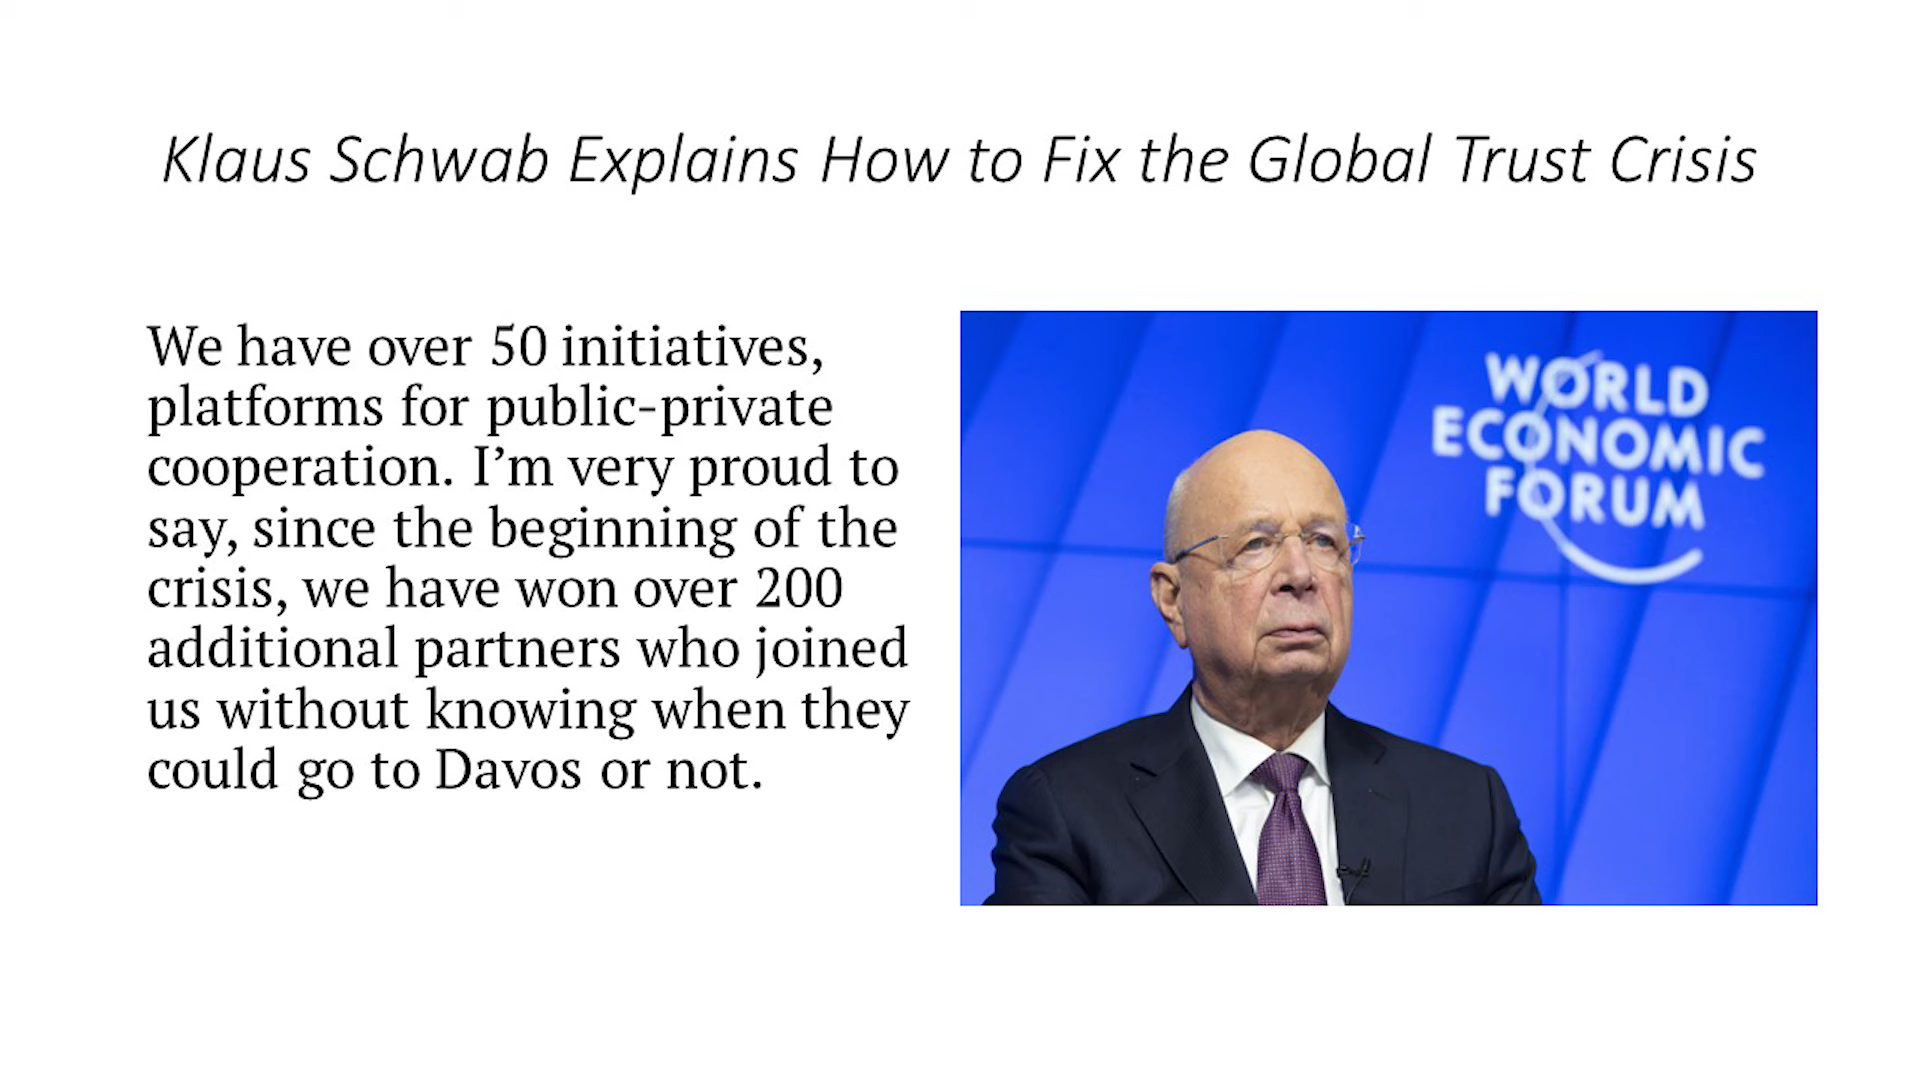 Klaus Schwab Explains How to Fix the Global Trust Crisis
We have over 50 initiatives,
platforms for public-private
cooperation. I’m very proud to
say, since the beginning of the
crisis, we have won over 200
additional partners who joined
us without knowing when they
could go to Davos or not.
WORLD
ECONOMIC
FORUM